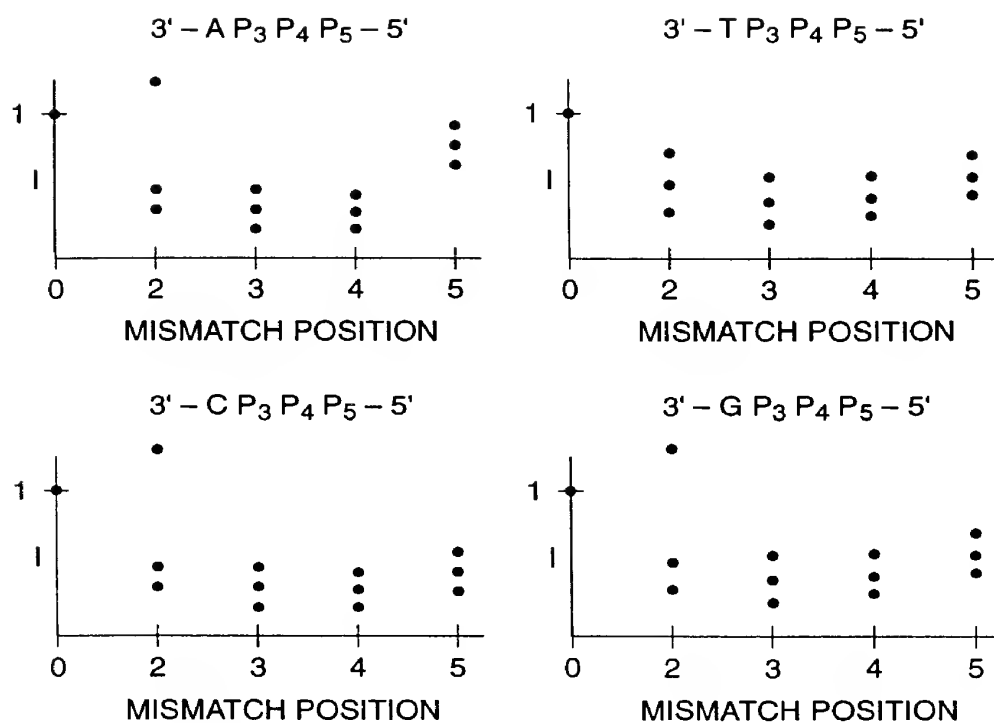 3' – A P3 P4 P5 – 5'
1
I
0 2 3 4 5
MISMATCH POSITION
3' – T P3 P4 P5 – 5'
1
I
0 2 3 4 5
MISMATCH POSITION
3' – C P3 P4 P5 – 5'
1
I
0 2 3 4 5
MISMATCH POSITION
3' – G P3 P4 P5 – 5'
1
I
0 2 3 4 5
MISMATCH POSITION